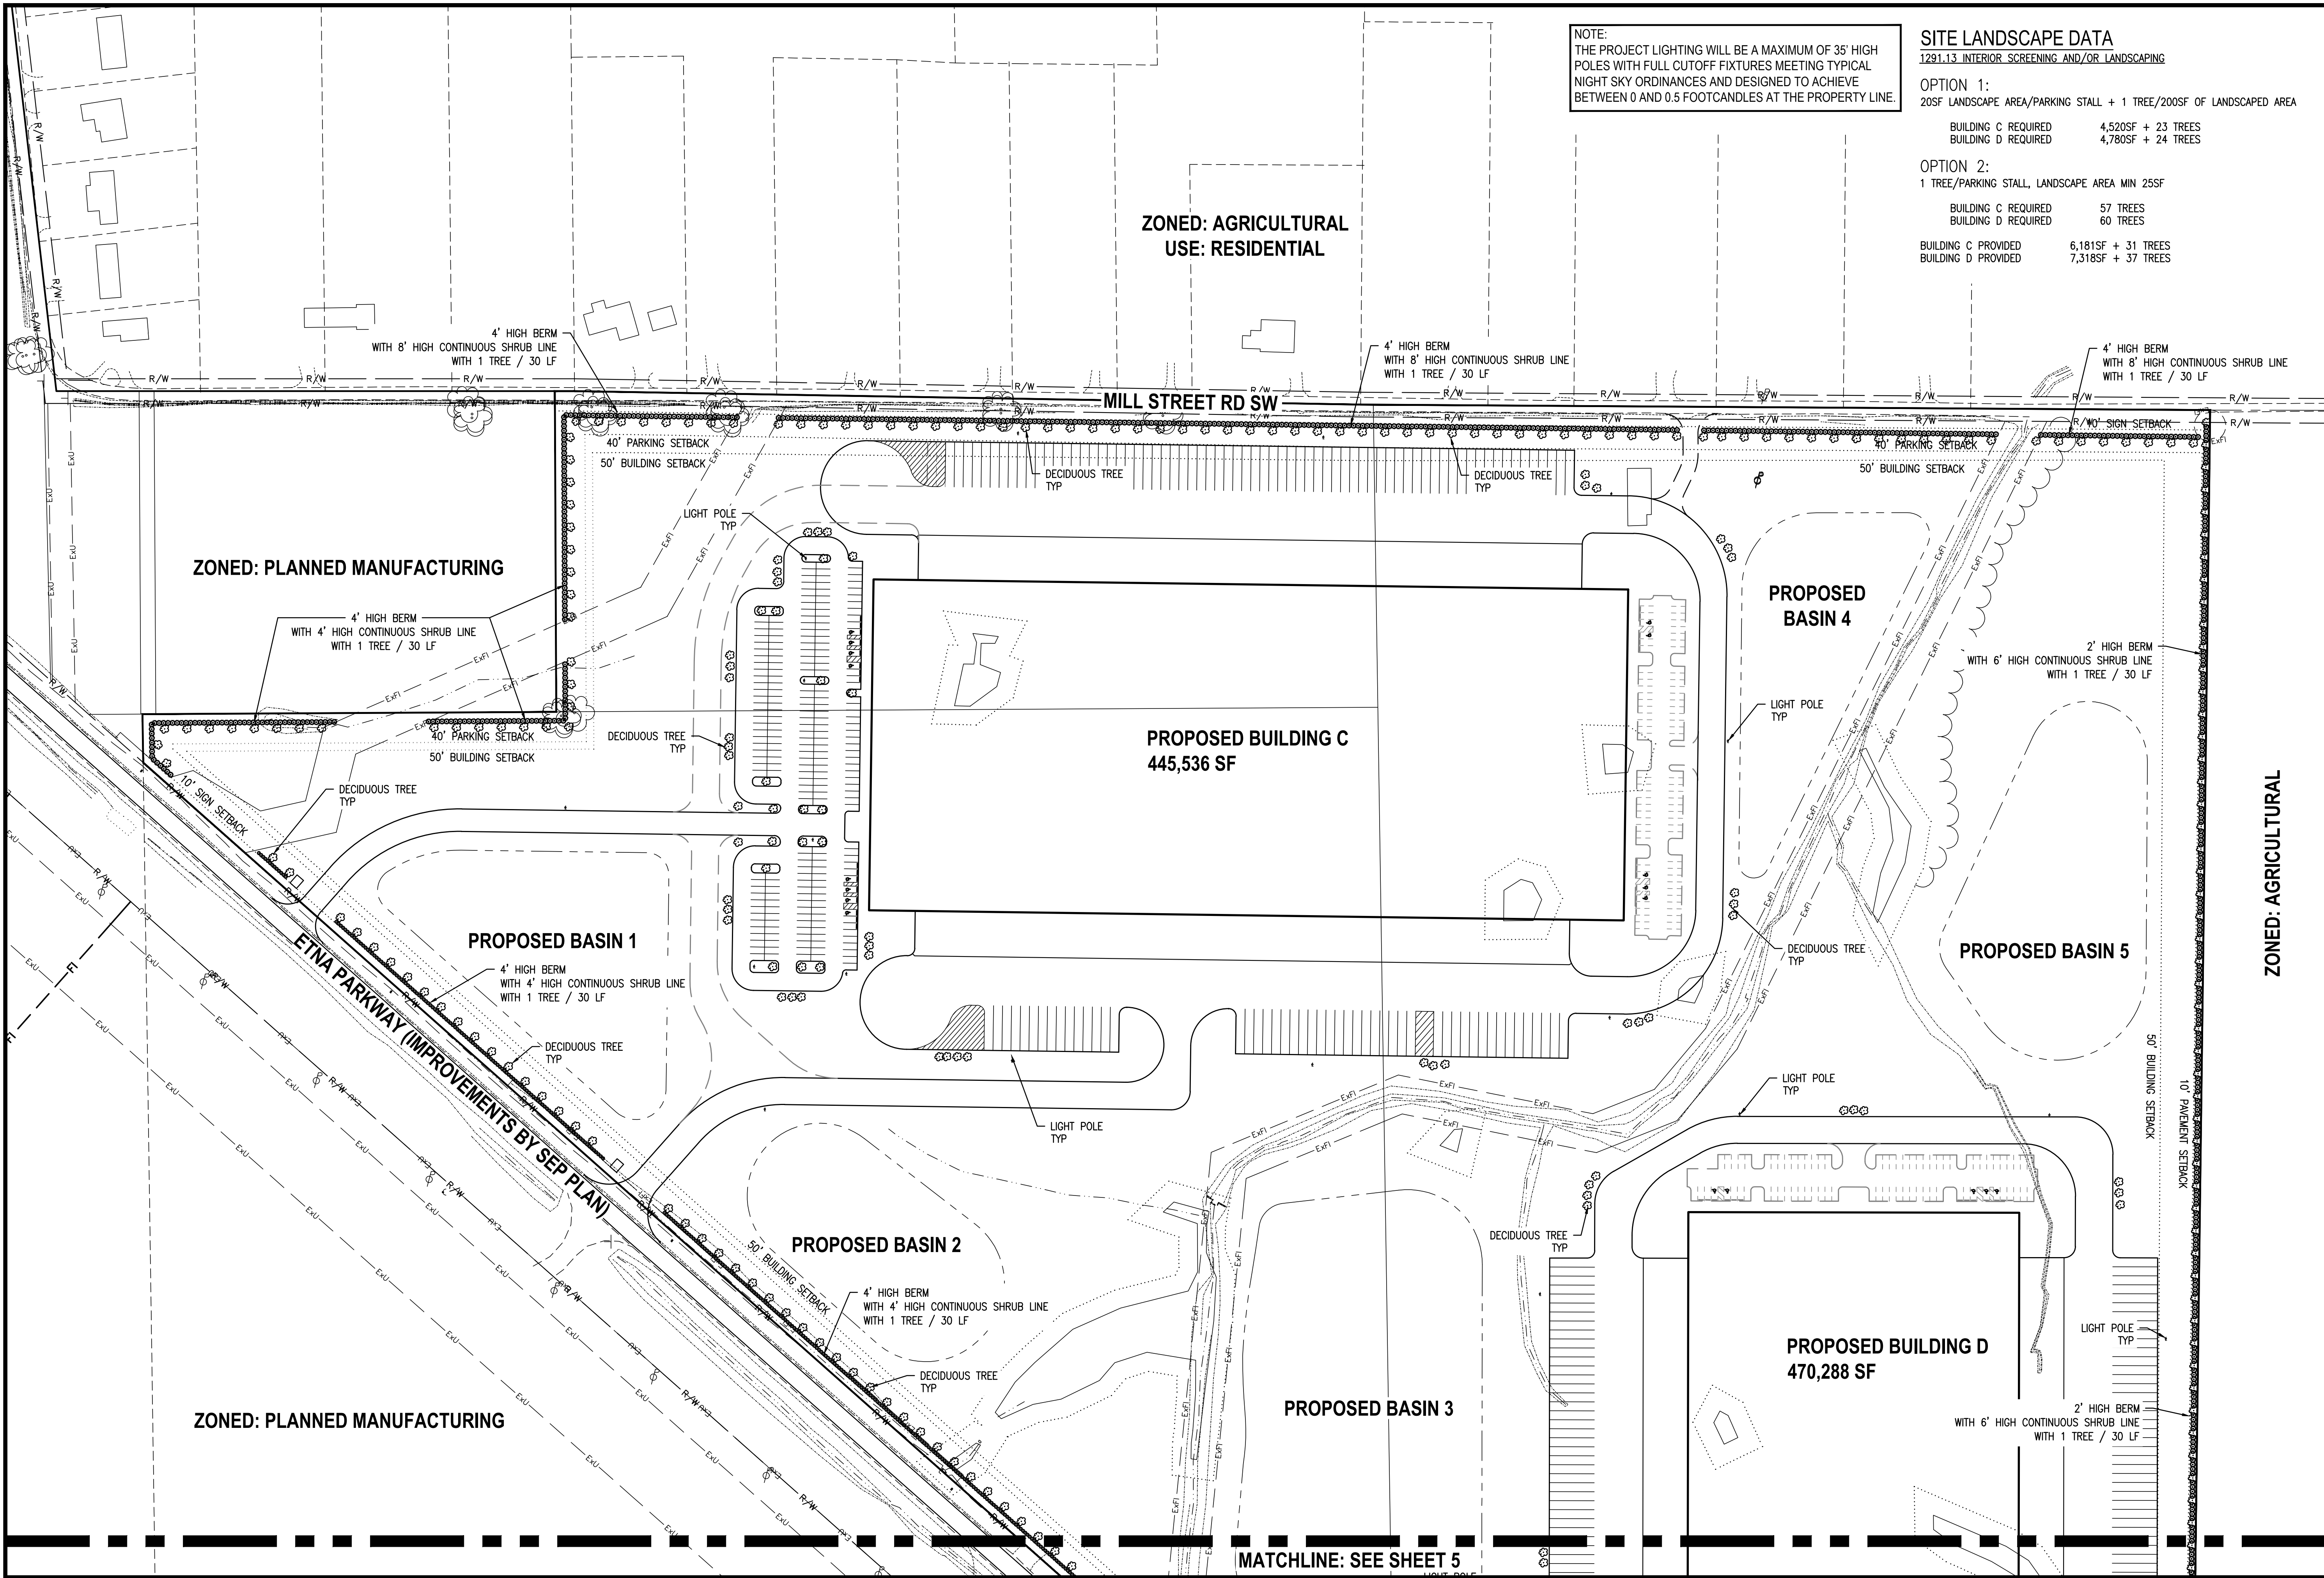 NOTE:
THE PROJECT LIGHTING WILL BE A MAXIMUM OF 35' HIGH
POLES WITH FULL CUTOFF FIXTURES MEETING TYPICAL
NIGHT SKY ORDINANCES AND DESIGNED TO ACHIEVE
BETWEEN 0 AND 0.5 FOOTCANDLES AT THE PROPERTY LINE.
SITE LANDSCAPE DATA
1291.13 INTERIOR SCREENING AND/OR LANDSCAPING
OPTION 1:
20SF LANDSCAPE AREA/PARKING STALL + 1 TREE/200SF OF LANDSCAPED AREA
BUILDING C REQUIRED 4,520SF + 23 TREES
BUILDING D REQUIRED 4,780SF + 24 TREES
OPTION 2:
1 TREE/PARKING STALL, LANDSCAPE AREA MIN 25SF
BUILDING C REQUIRED 57 TREES
BUILDING D REQUIRED 60 TREES
BUILDING C PROVIDED 6,181SF + 31 TREES
BUILDING D PROVIDED 7,318SF + 37 TREES
ZONED: AGRICULTURAL
USE: RESIDENTIAL
4' HIGH BERM
WITH 8' HIGH CONTINUOUS SHRUB LINE
WITH 1 TREE / 30 LF
4' HIGH BERM
WITH 8' HIGH CONTINUOUS SHRUB LINE
WITH 1 TREE / 30 LF
4' HIGH BERM
WITH 8' HIGH CONTINUOUS SHRUB LINE
WITH 1 TREE / 30 LF
R/W R/W R/W R/W R/W R/W R/W R/W R/W R/W R/W R/W R/W R/W
MILL STREET RD SW
10' SIGN SETBACK
40' PARKING SETBACK
50' BUILDING SETBACK
40' PARKING SETBACK
50' BUILDING SETBACK
DECIDUOUS TREE
TYP
DECIDUOUS TREE
TYP
LIGHT POLE
TYP
ZONED: PLANNED MANUFACTURING
4' HIGH BERM
WITH 4' HIGH CONTINUOUS SHRUB LINE
WITH 1 TREE / 30 LF
PROPOSED
BASIN 4
2' HIGH BERM
WITH 6' HIGH CONTINUOUS SHRUB LINE
WITH 1 TREE / 30 LF
ExFl ExFl ExFl ExFl
ExU ExU ExU
LIGHT POLE
TYP
40' PARKING SETBACK
50' BUILDING SETBACK
DECIDUOUS TREE
TYP
PROPOSED BUILDING C
445,536 SF
10' SIGN SETBACK
DECIDUOUS TREE
TYP
ZONED: AGRICULTURAL
PROPOSED BASIN 1
4' HIGH BERM
WITH 4' HIGH CONTINUOUS SHRUB LINE
WITH 1 TREE / 30 LF
DECIDUOUS TREE
TYP
PROPOSED BASIN 5
ETNA PARKWAY (IMPROVEMENTS BY SEP PLAN)
DECIDUOUS TREE
TYP
50' BUILDING SETBACK
10' PAVEMENT SETBACK
LIGHT POLE
TYP
LIGHT POLE
TYP
PROPOSED BASIN 2
50' BUILDING SETBACK
DECIDUOUS TREE
TYP
4' HIGH BERM
WITH 4' HIGH CONTINUOUS SHRUB LINE
WITH 1 TREE / 30 LF
LIGHT POLE
TYP
PROPOSED BUILDING D
470,288 SF
DECIDUOUS TREE
TYP
PROPOSED BASIN 3
ZONED: PLANNED MANUFACTURING
2' HIGH BERM
WITH 6' HIGH CONTINUOUS SHRUB LINE
WITH 1 TREE / 30 LF
MATCHLINE: SEE SHEET 5